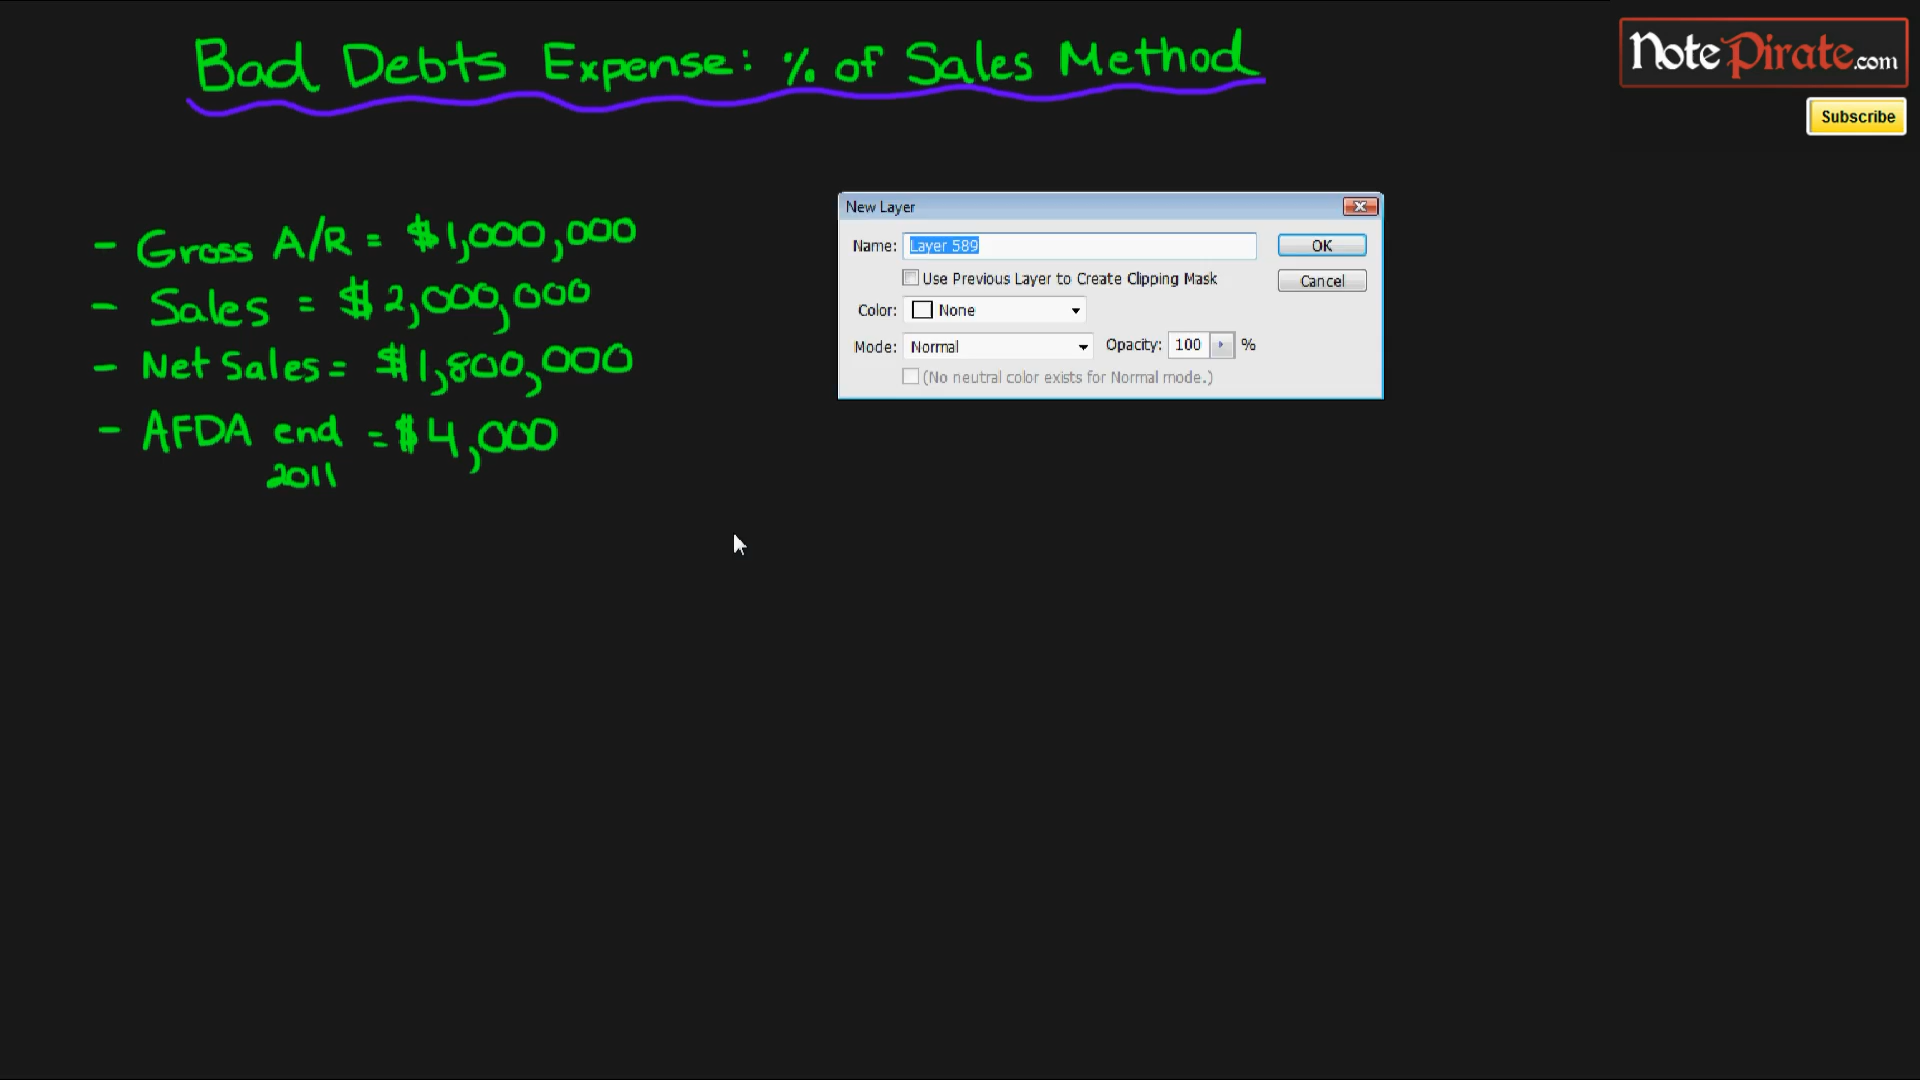 Bad Debts Expense: % of Sales Method
NotePirate.com
Subscribe
- Gross A/R = $1,000,000
- Sales = $2,000,000
- Net Sales = $1,800,000
- AFDA end = $4,000
2011
New Layer
Name: Layer 589
OK
Use Previous Layer to Create Clipping Mask
Cancel
Color: None
Mode: Normal Opacity: 100 %
(No neutral color exists for Normal mode.)